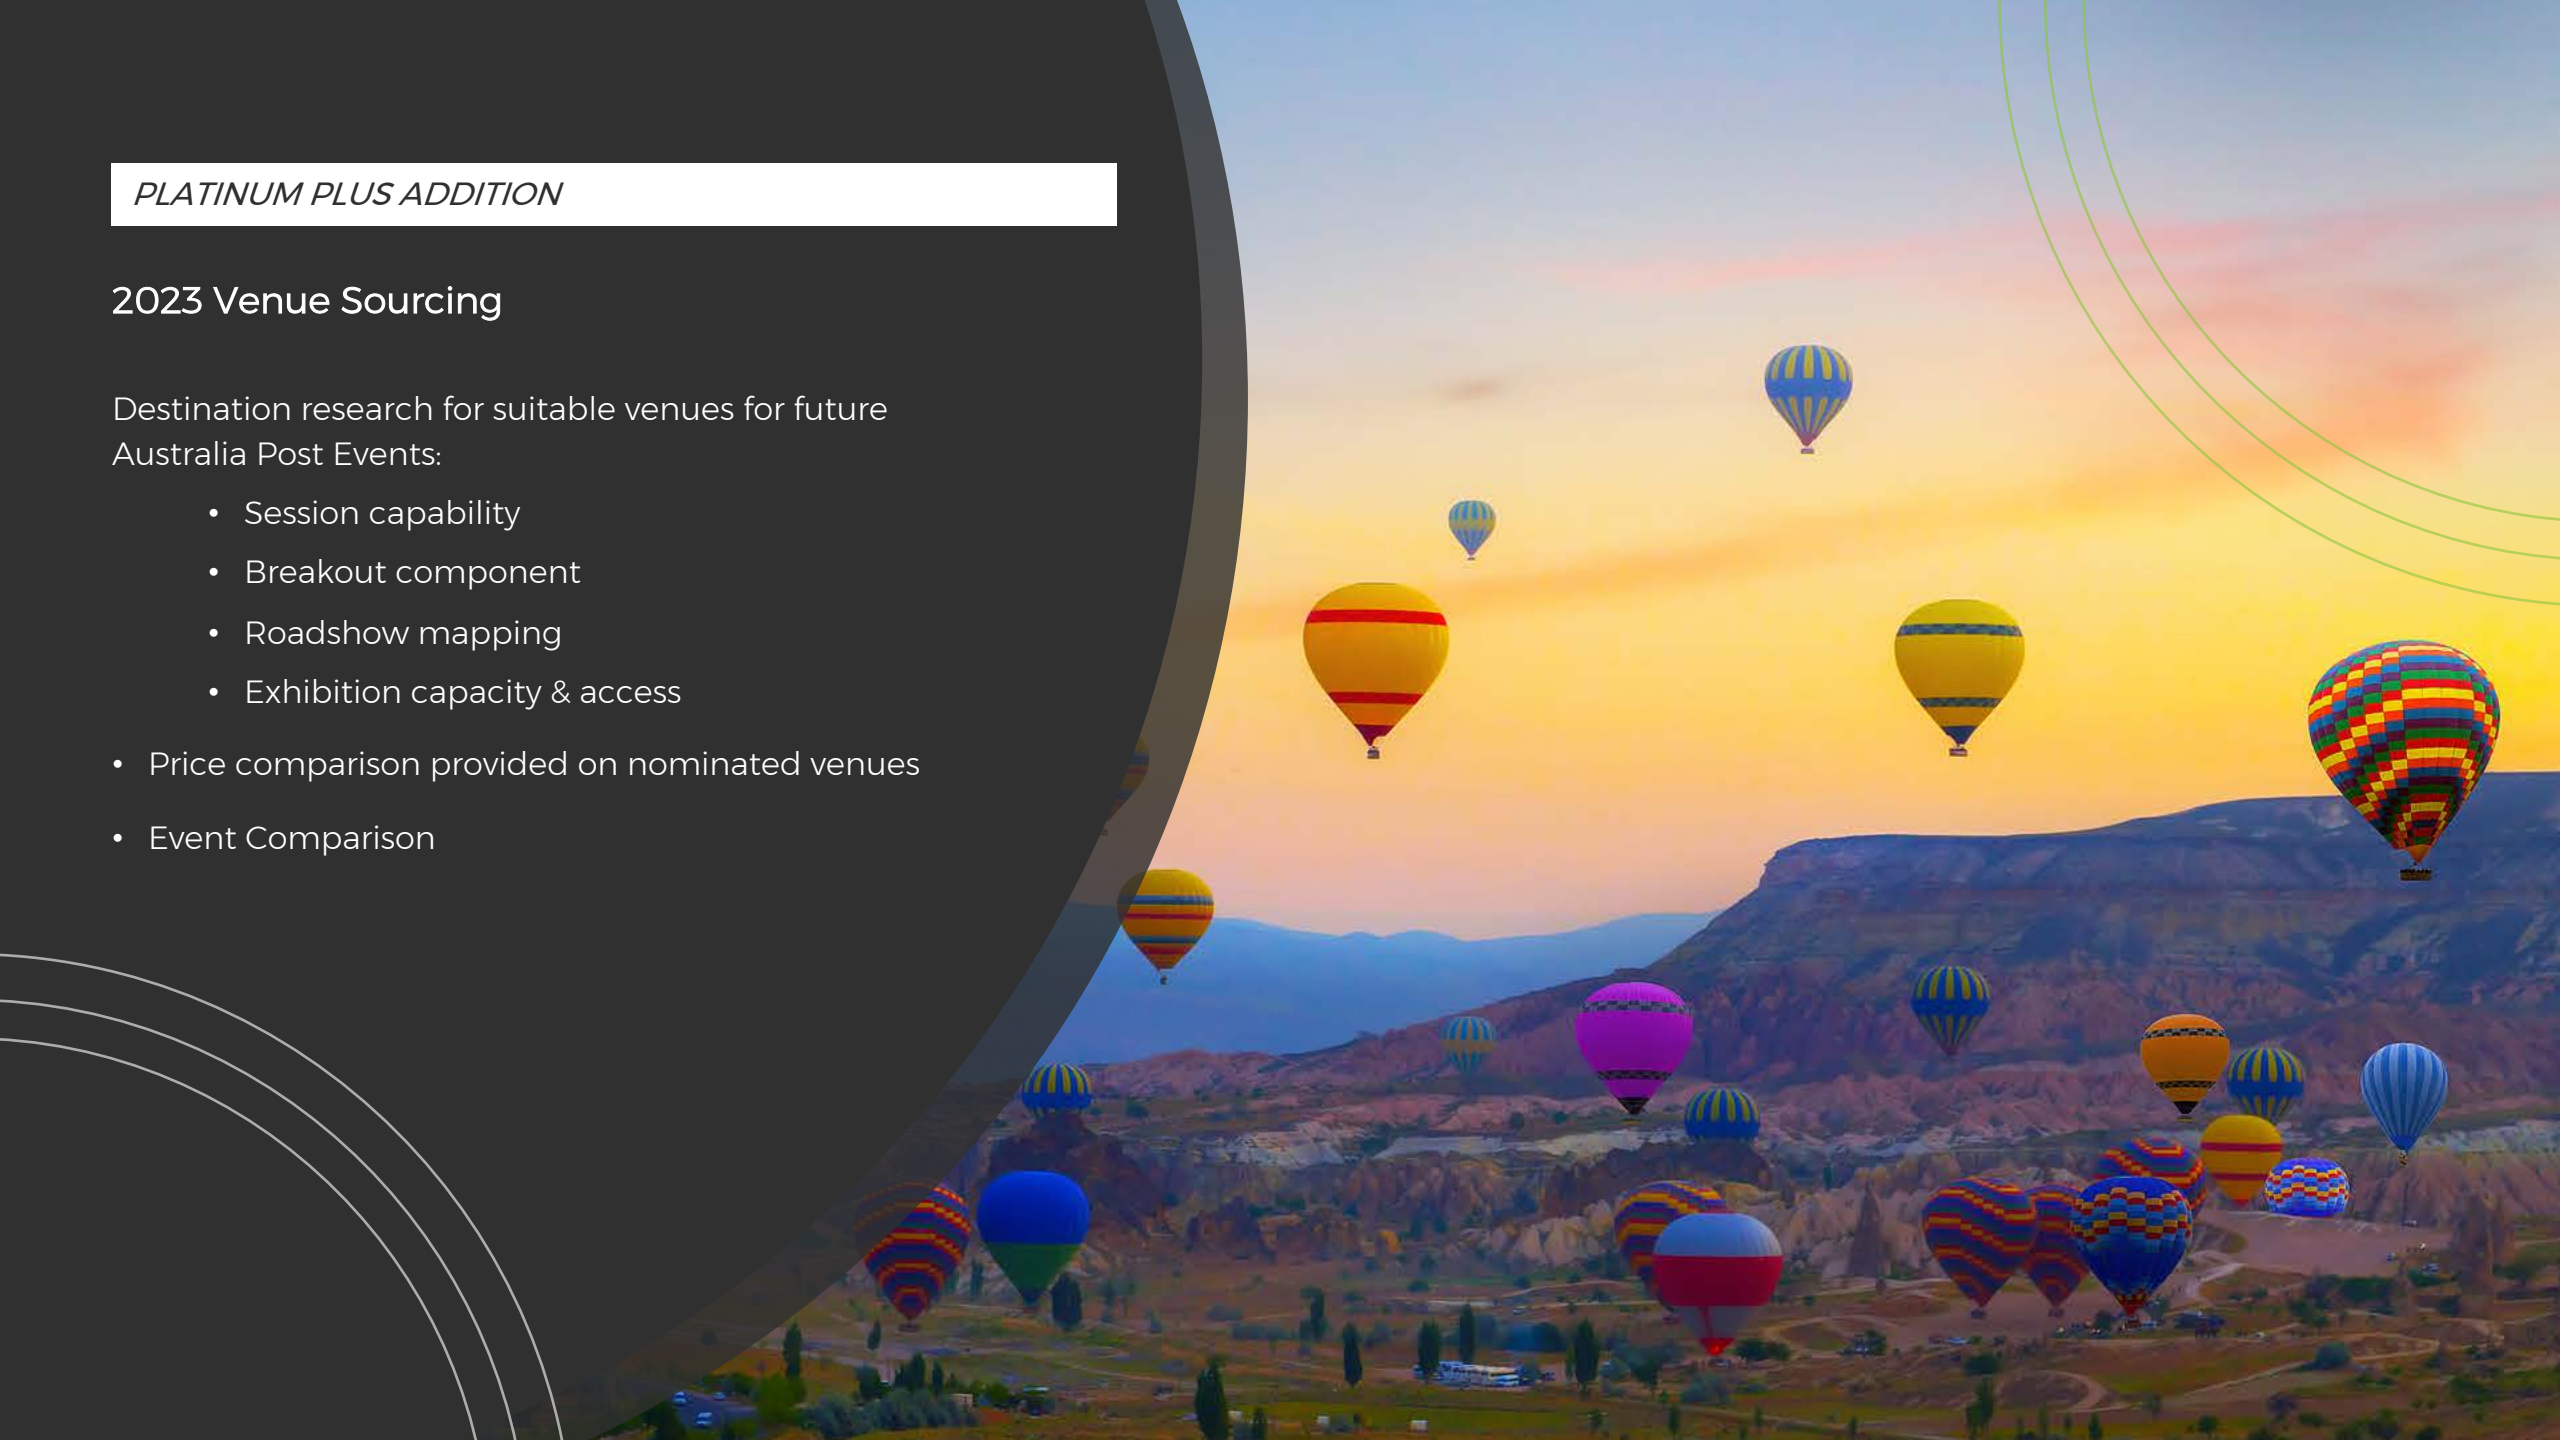 PLATINUM PLUS ADDITION
2023 Venue Sourcing
Destination research for suitable venues for future
Australia Post Events:
• Session capability
• Breakout component
• Roadshow mapping
• Exhibition capacity & access
• Price comparison provided on nominated venues
• Event Comparison